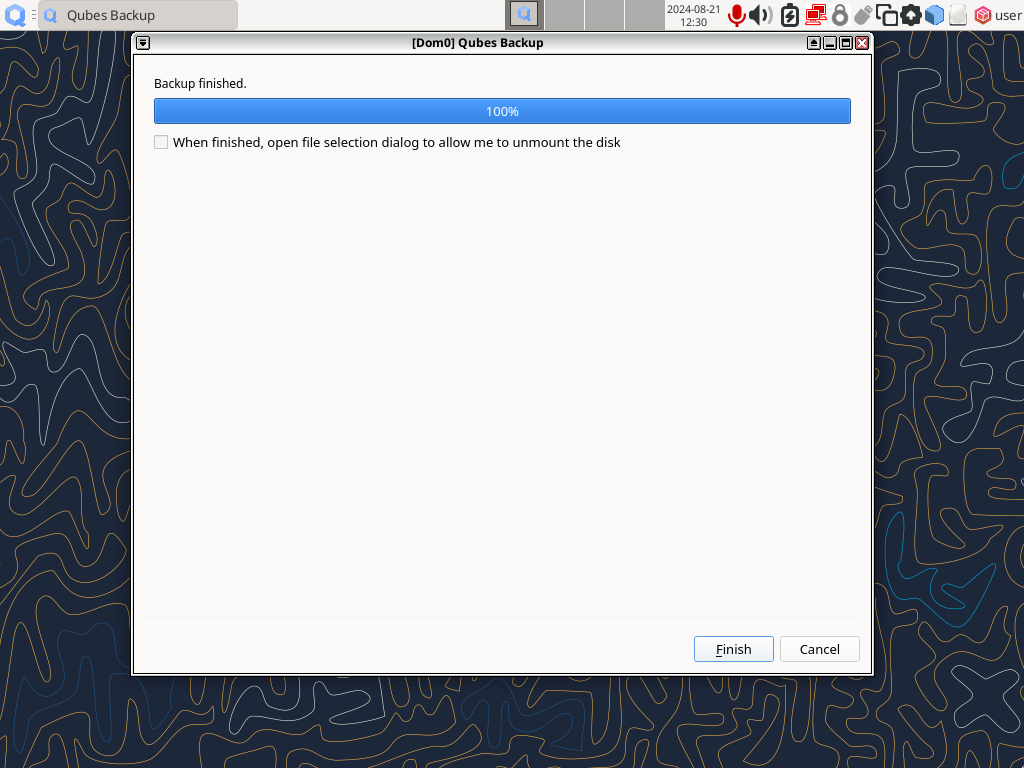 Qubes Backup
2024-08-21
12:30
user
[Dom0] Qubes Backup
Backup finished.
100%
When finished, open file selection dialog to allow me to unmount the disk
Finish
Cancel